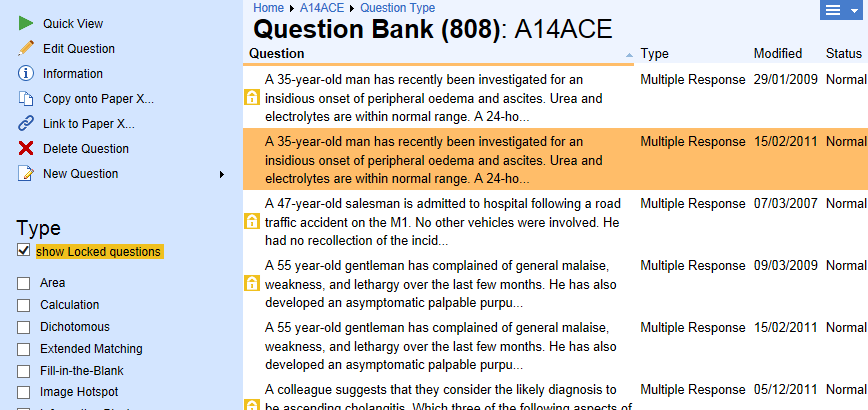 Quick View
Edit Question
Information
Copy onto Paper X...
Link to Paper X...
Delete Question
New Question
Type
show Locked questions
Area
Calculation
Dichotomous
Extended Matching
Fill-in-the-Blank
Image Hotspot
Home › A14ACE › Question Type
Question Bank (808): A14ACE
Question Type Modified Status
A 35-year-old man has recently been investigated for an
insidious onset of peripheral oedema and ascites. Urea and
electrolytes are within normal range. A 24-ho...
Multiple Response 29/01/2009 Normal
A 35-year-old man has recently been investigated for an
insidious onset of peripheral oedema and ascites. Urea and
electrolytes are within normal range. A 24-ho...
Multiple Response 15/02/2011 Normal
A 47-year-old salesman is admitted to hospital following a road
traffic accident on the M1. No other vehicles were involved. He
had no recollection of the incid...
Multiple Response 07/03/2007 Normal
A 55 year-old gentleman has complained of general malaise,
weakness, and lethargy over the last few months. He has also
developed an asymptomatic palpable purpu...
Multiple Response 09/03/2009 Normal
A 55 year-old gentleman has complained of general malaise,
weakness, and lethargy over the last few months. He has also
developed an asymptomatic palpable purpu...
Multiple Response 15/02/2011 Normal
A colleague suggests that they consider the likely diagnosis to
be ascending cholangitis. Which three of the following aspects of
Multiple Response 05/12/2011 Normal